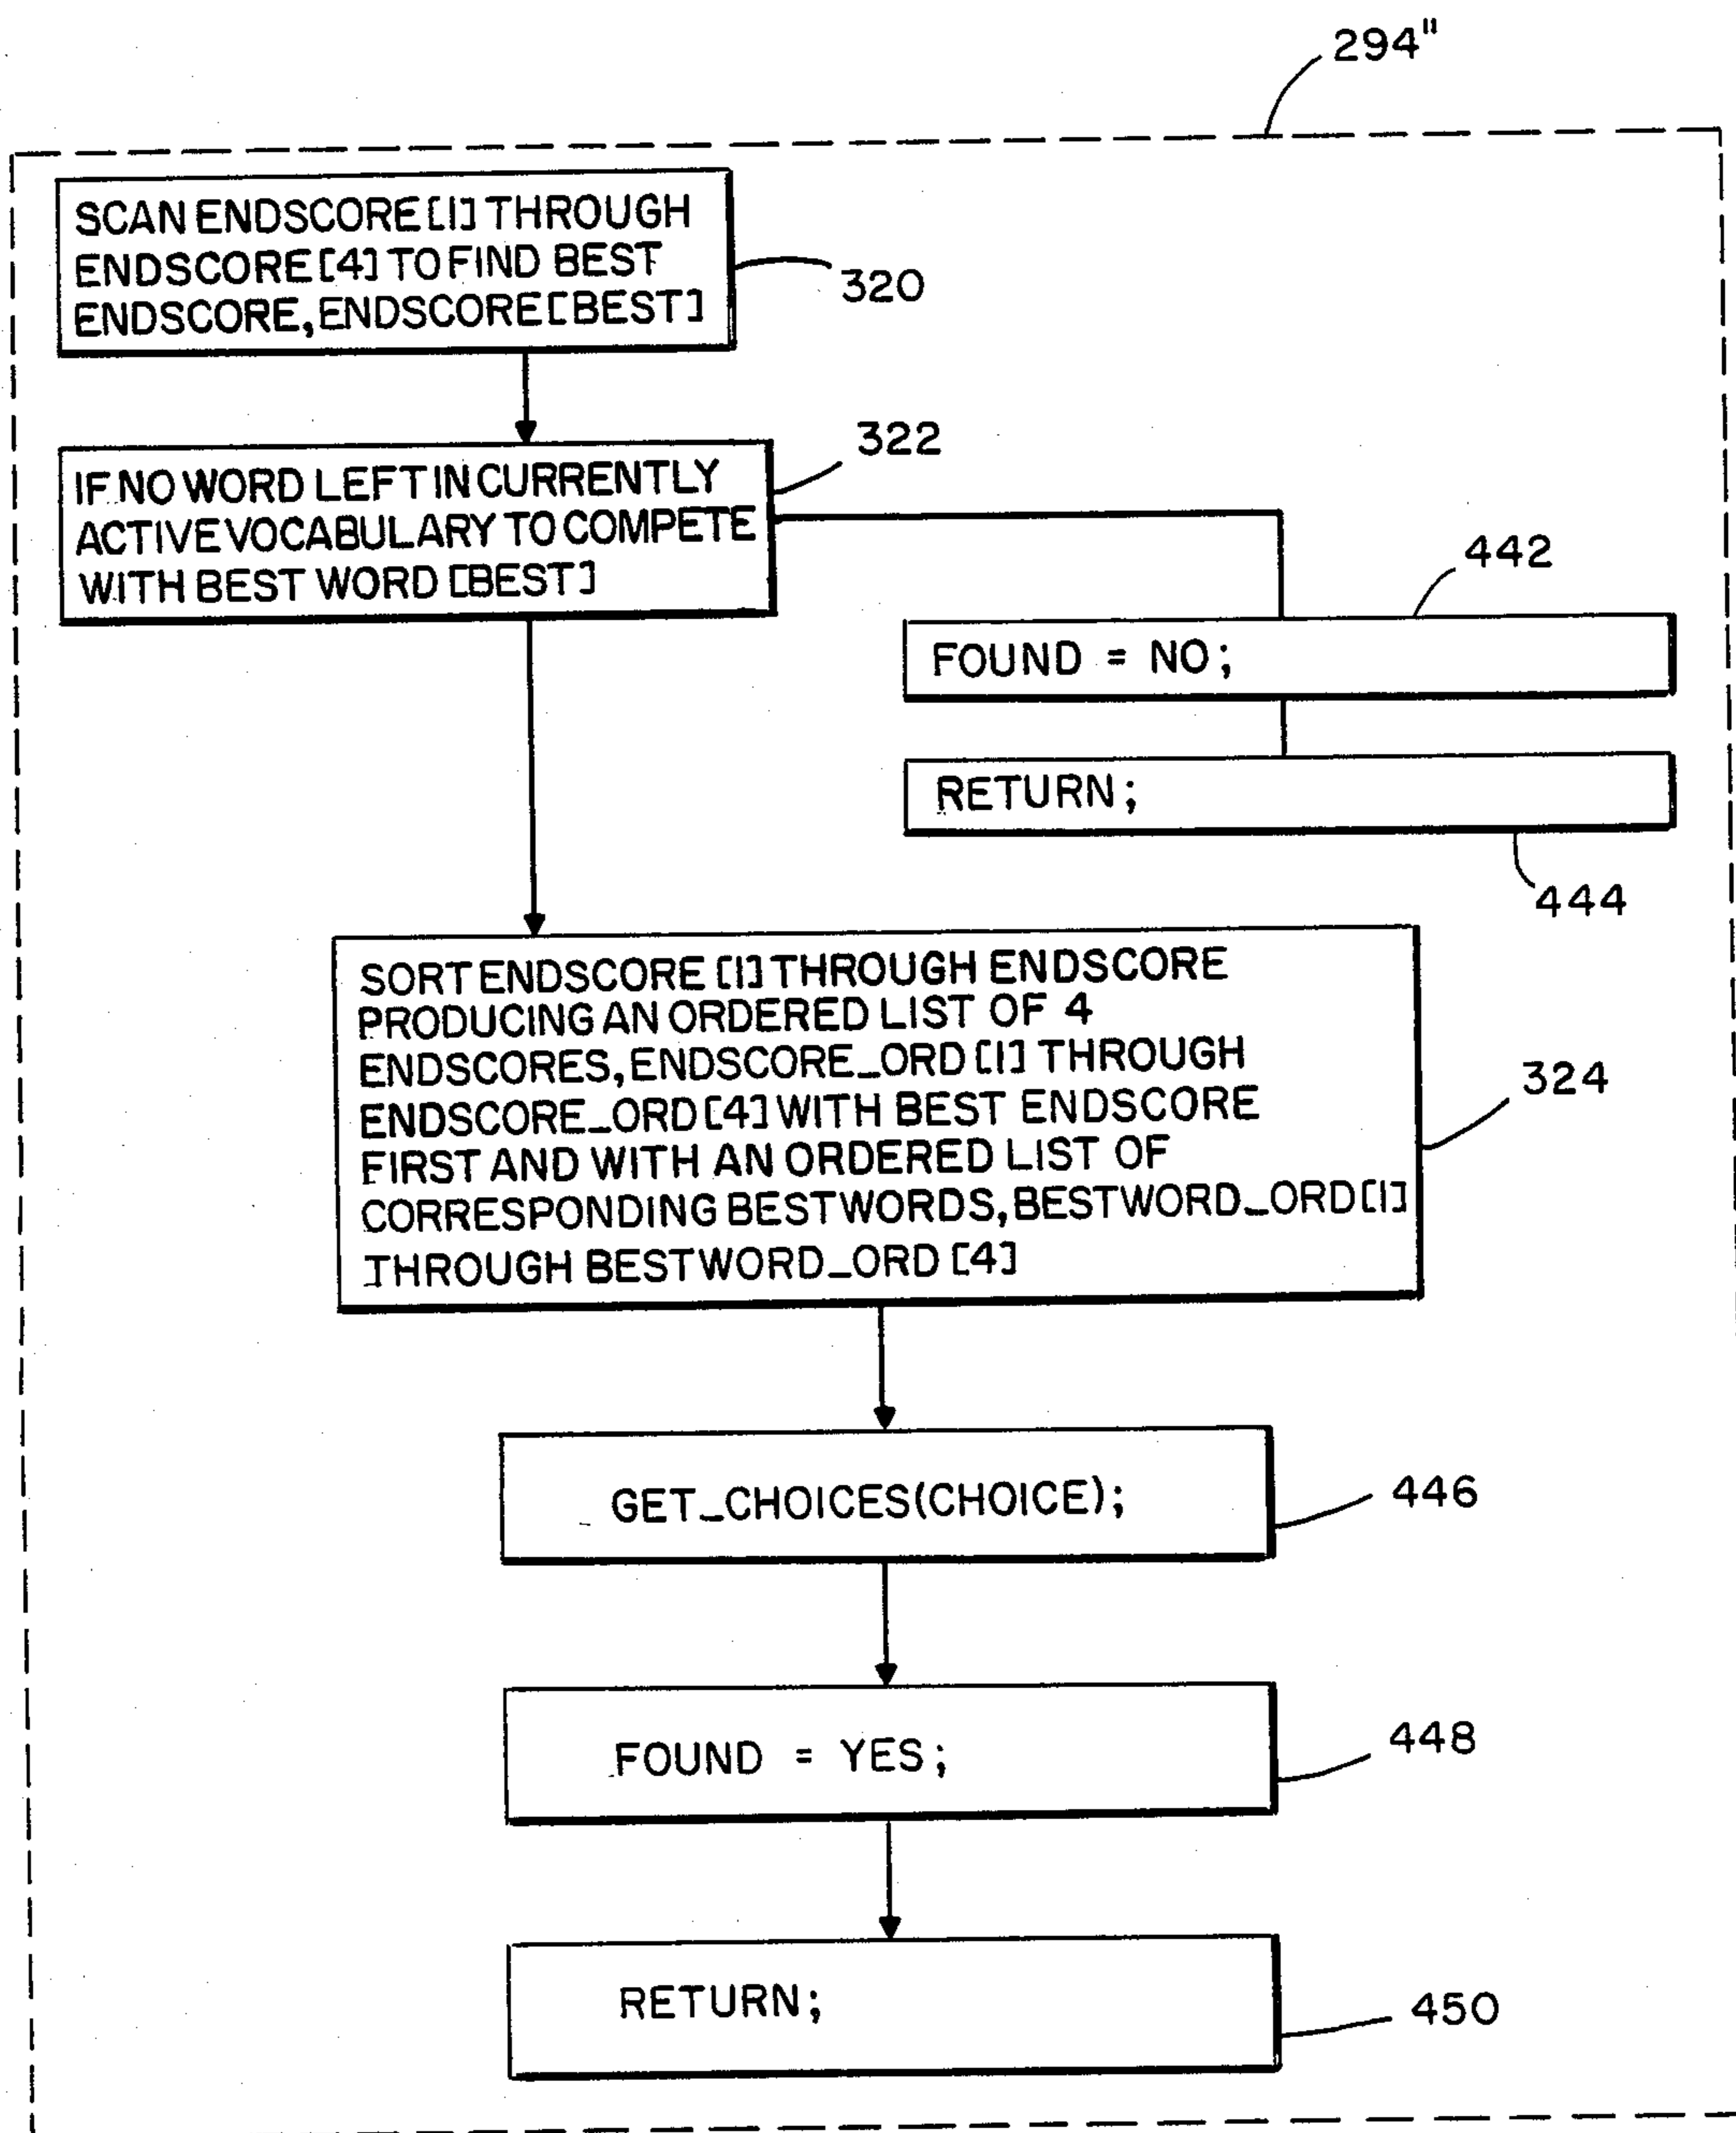 294"
SCAN ENDSCORE [1] THROUGH
ENDSCORE [4] TO FIND BEST
ENDSCORE, ENDSCORE [BEST]
320
IF NO WORD LEFT IN CURRENTLY
ACTIVE VOCABULARY TO COMPETE
WITH BEST WORD [BEST]
322
442
FOUND = NO;
RETURN;
444
SORT ENDSCORE [1] THROUGH ENDSCORE
PRODUCING AN ORDERED LIST OF 4
ENDSCORES, ENDSCORE_ORD [1] THROUGH
ENDSCORE_ORD [4] WITH BEST ENDSCORE
FIRST AND WITH AN ORDERED LIST OF
CORRESPONDING BESTWORDS, BESTWORD_ORD [1]
THROUGH BESTWORD_ORD [4]
324
GET_CHOICES(CHOICE);
446
FOUND = YES;
448
RETURN;
450